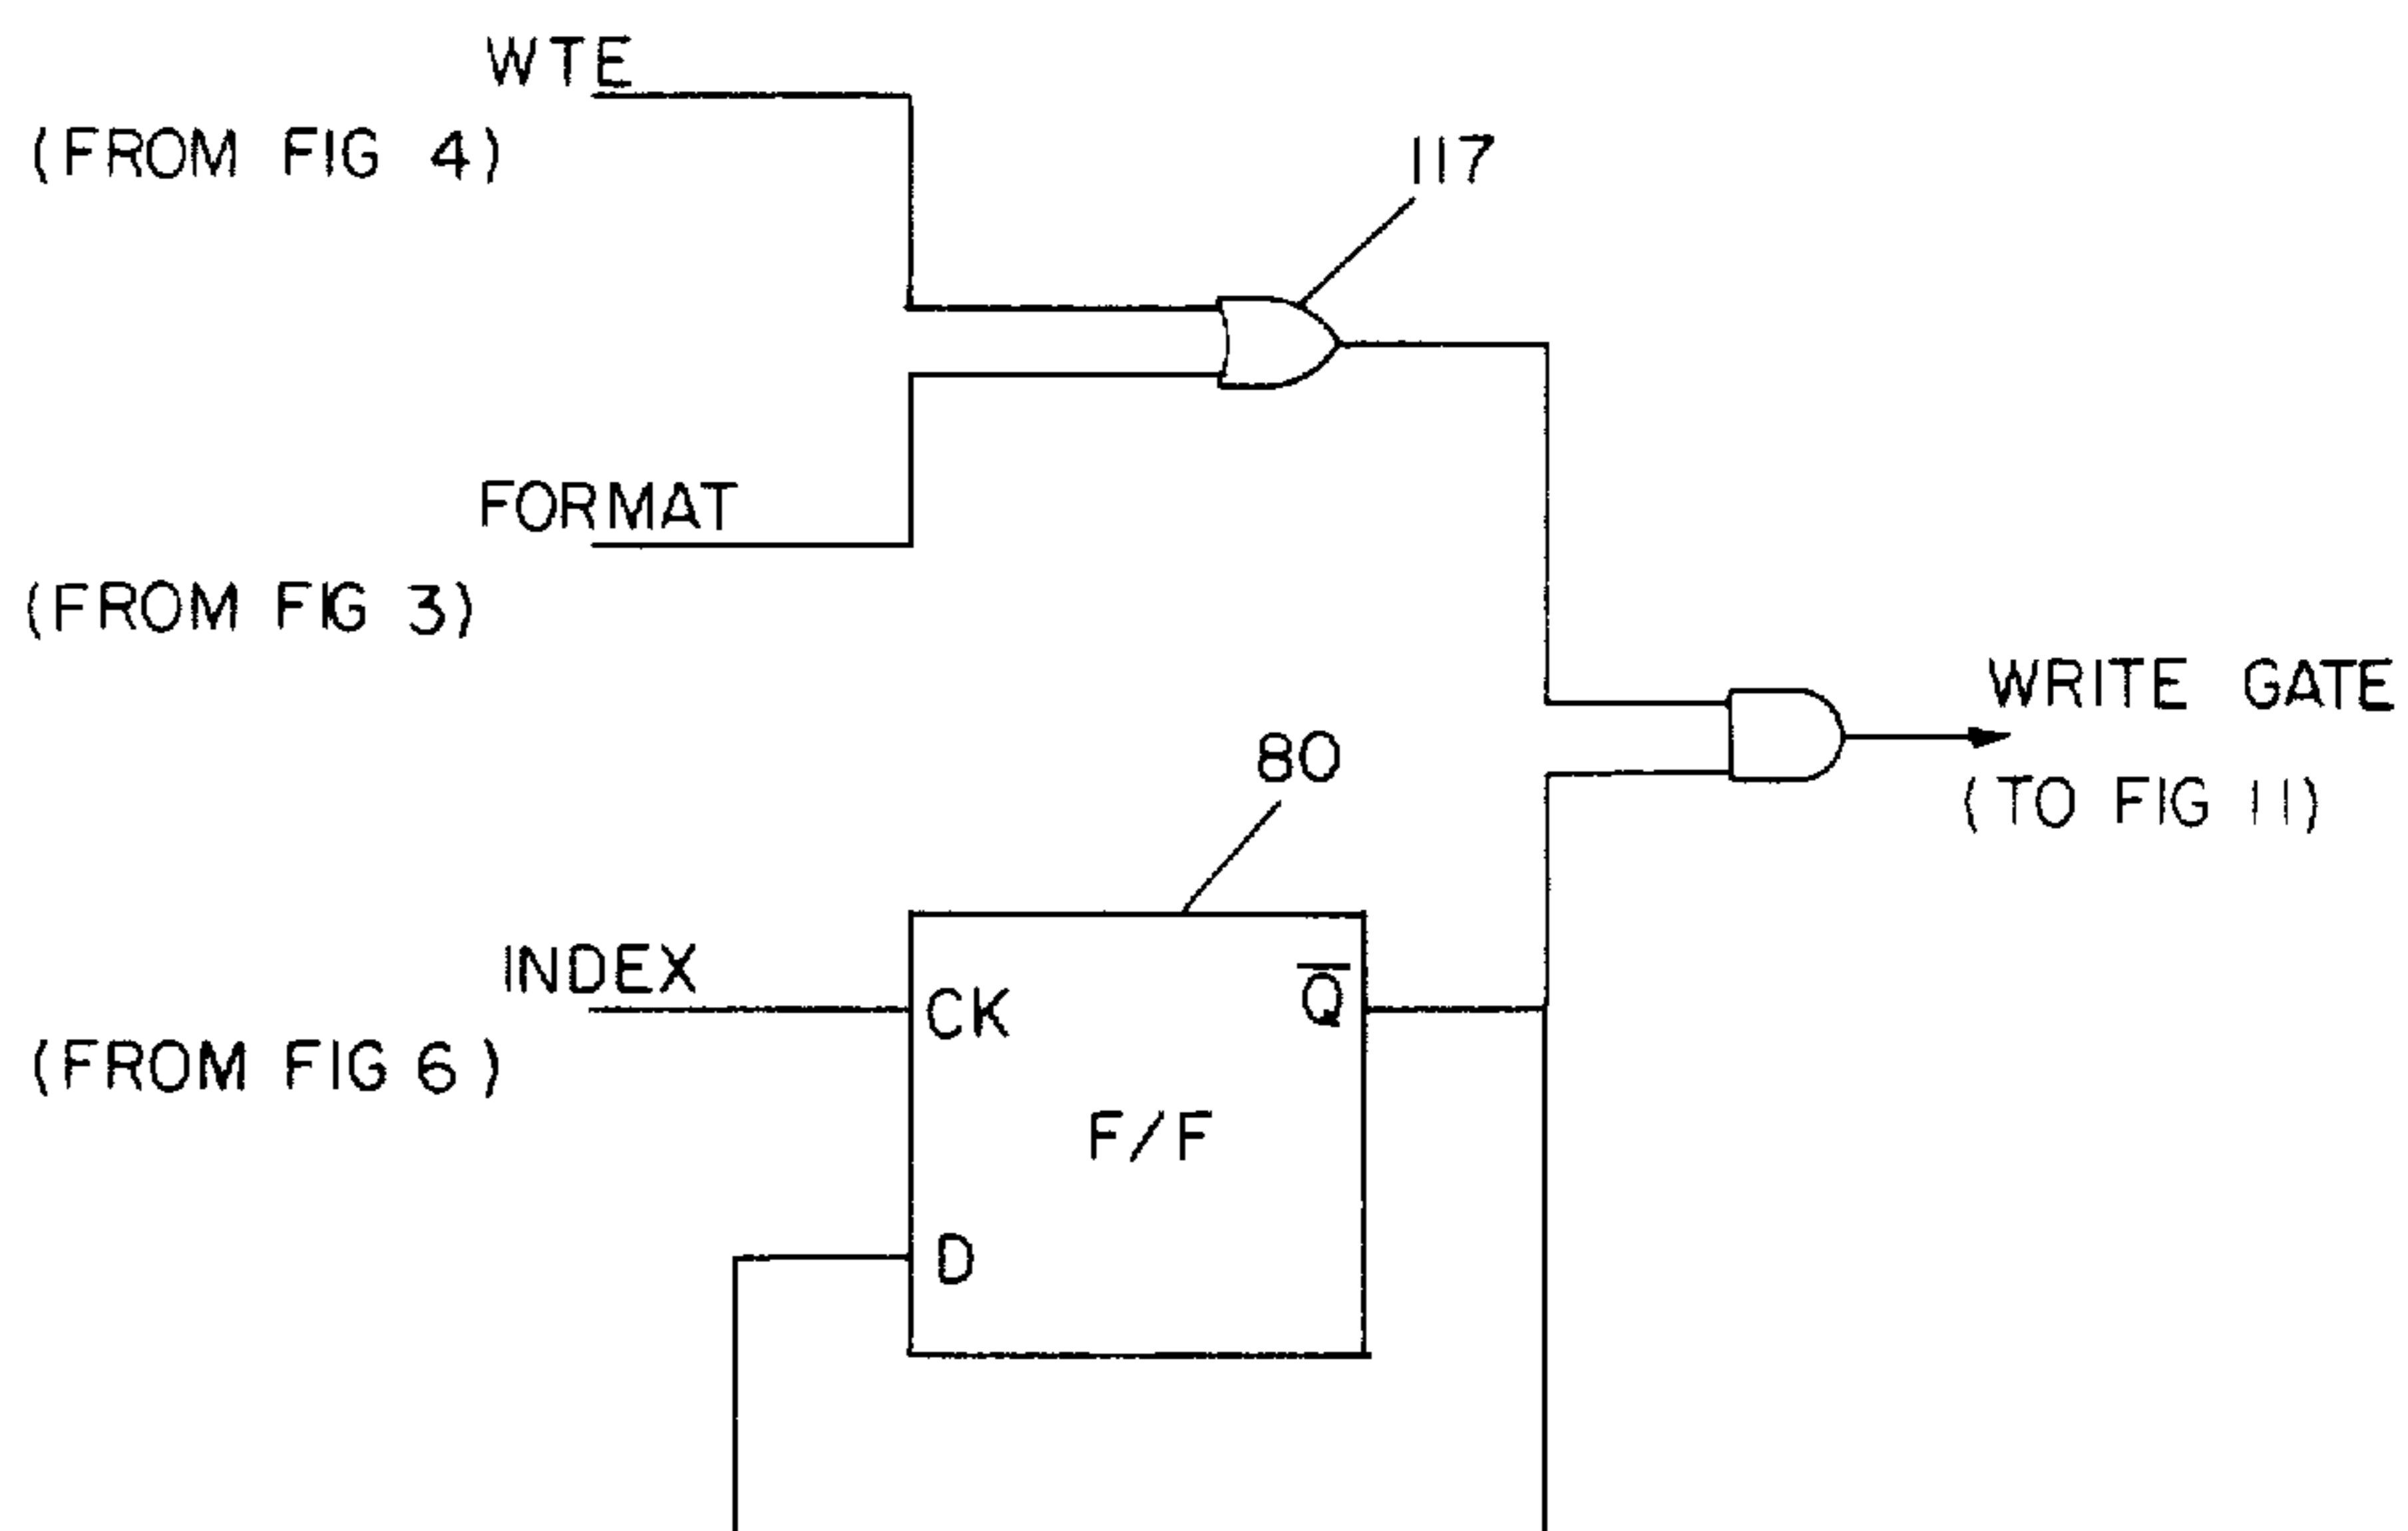 WTE
(FROM FIG 4)
117
FORMAT
(FROM FIG 3)
WRITE GATE
(TO FIG 11)
80
INDEX
CK
Q̅
(FROM FIG 6)
F/F
D